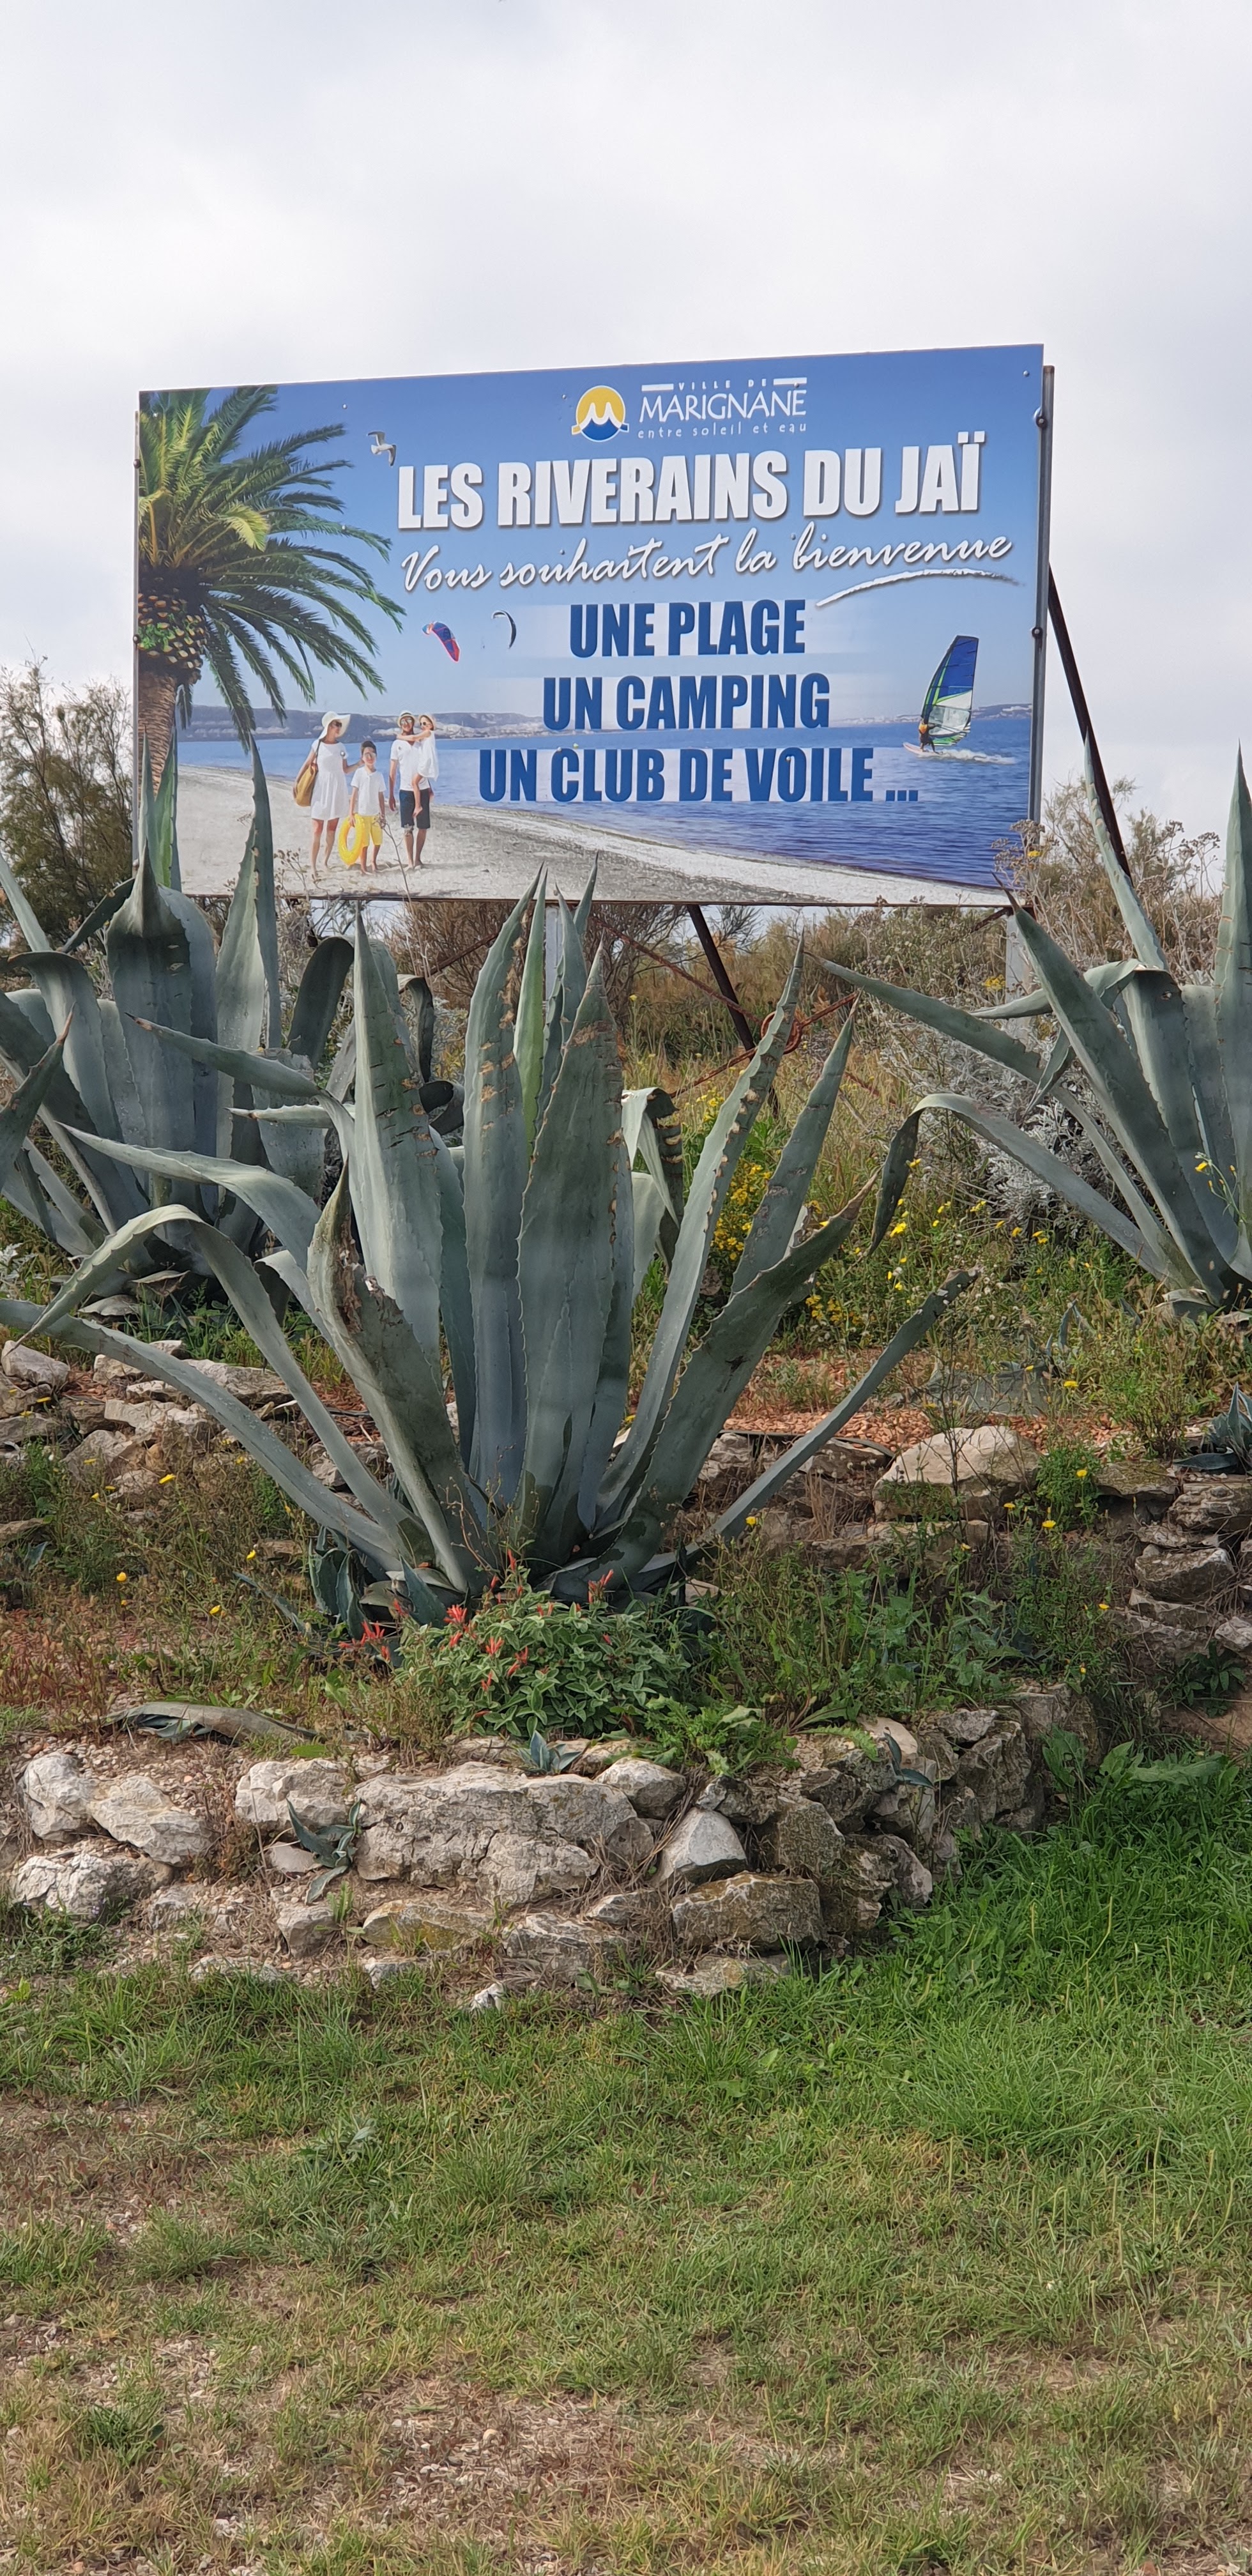 VILLE DE
MARIGNANE
entre soleil et eau
LES RIVERAINS DU JAÏ
Vous souhaitent la bienvenue
UNE PLAGE
UN CAMPING
UN CLUB DE VOILE ...